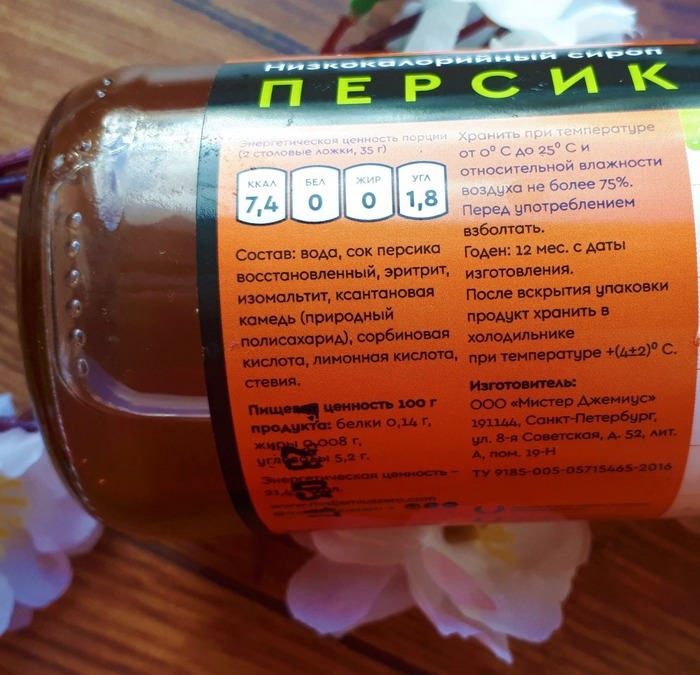 Низкокалорийный сироп
ПЕРСИК
Энергетическая ценность порции
(2 столовые ложки, 35 г)
ККАЛ БЕЛ ЖИР УГЛ
7,4 0 0 1,8
Состав: вода, сок персика
восстановленный, эритрит,
изомальтит, ксантановая
камедь (природный
полисахарид), сорбиновая
кислота, лимонная кислота,
стевия.
Пищевая ценность 100 г
продукта: белки 0,14 г,
жиры 0,008 г,
углеводы 5,2 г.
Энергетическая ценность –
Хранить при температуре
от 0⁰ С до 25⁰ С и
относительной влажности
воздуха не более 75%.
Перед употреблением
взболтать.
Годен: 12 мес. с даты
изготовления.
После вскрытия упаковки
продукт хранить в
холодильнике
при температуре +(4±2)⁰ С.
Изготовитель:
ООО «Мистер Джемиус»
191144, Санкт-Петербург,
ул. 8-я Советская, д. 52, лит.
А, пом. 19-Н
ТУ 9185-005-05715465-2016